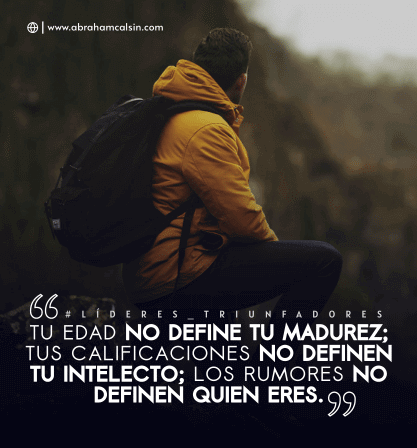 www.abrahamcalsin.com
“#LÍDERES_TRIUNFADORES
TU EDAD NO DEFINE TU MADUREZ;
TUS CALIFICACIONES NO DEFINEN
TU INTELECTO; LOS RUMORES NO
DEFINEN QUIEN ERES.”